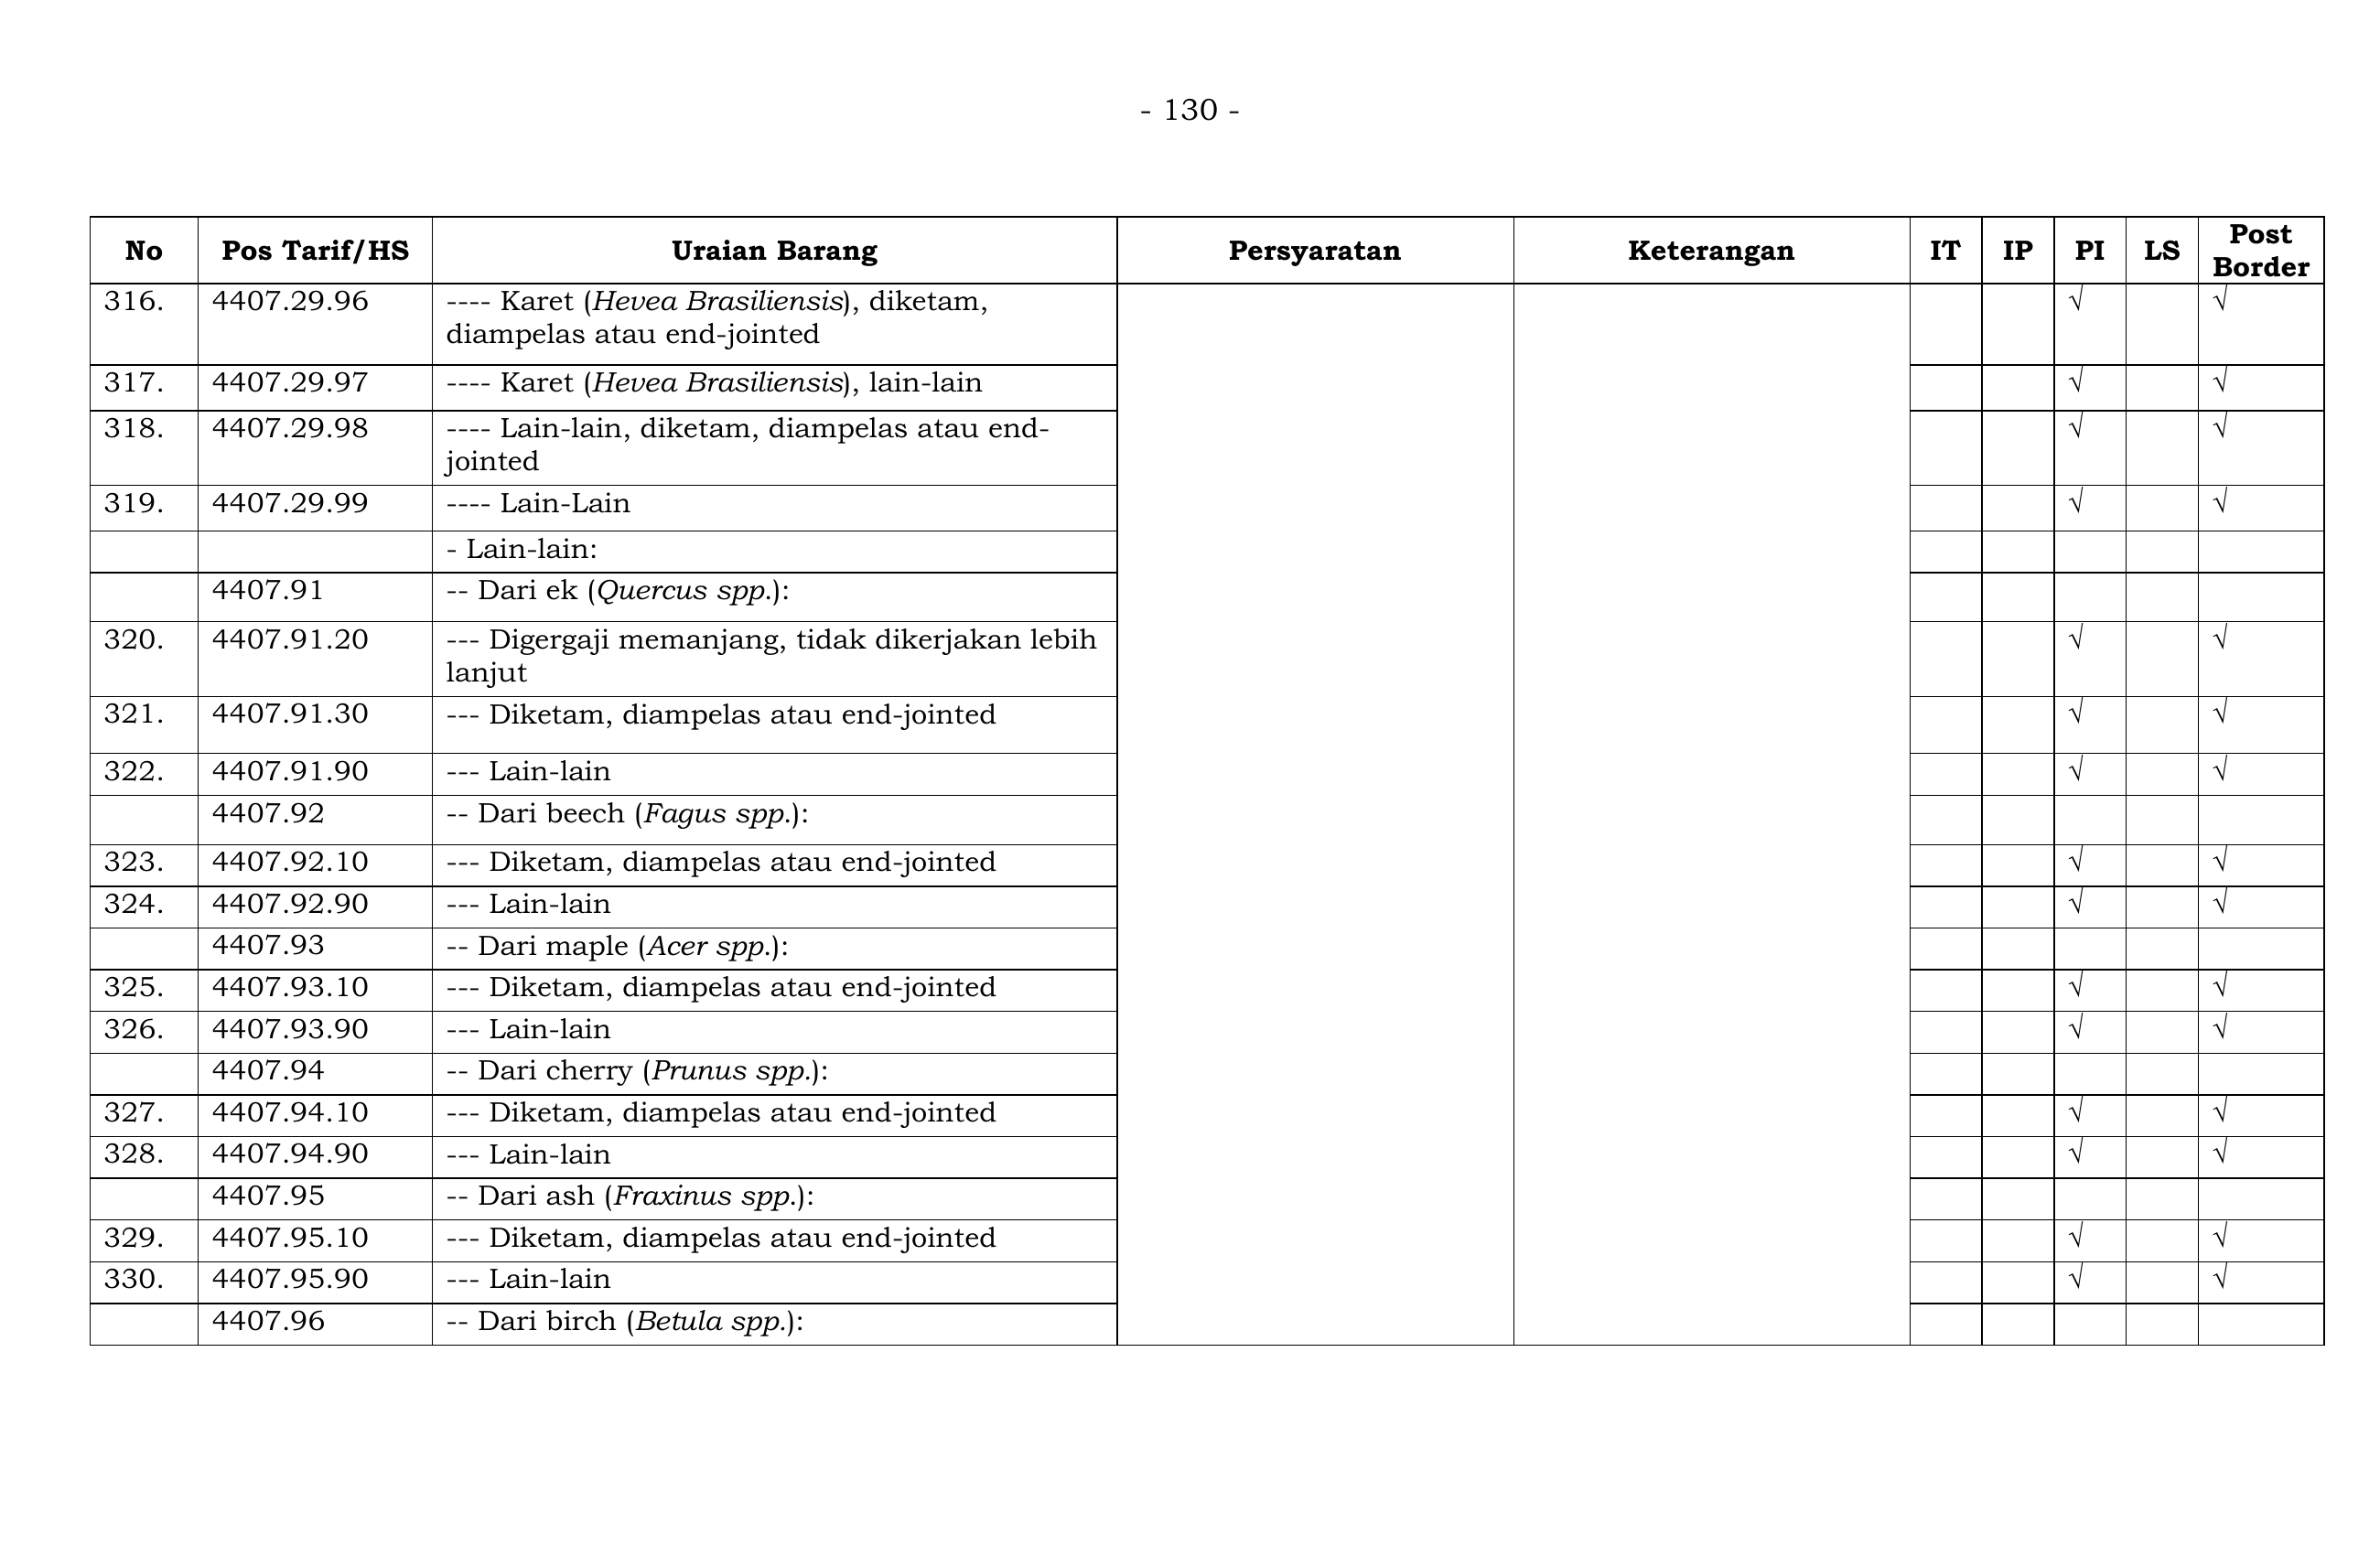 - 130 -
No Pos Tarif/HS Uraian Barang Persyaratan Keterangan IT IP PI LS Post Border
316. 4407.29.96 ---- Karet (Hevea Brasiliensis), diketam, √ √
diampelas atau end-jointed
317. 4407.29.97 ---- Karet (Hevea Brasiliensis), lain-lain √ √
318. 4407.29.98 ---- Lain-lain, diketam, diampelas atau end- √ √
jointed
319. 4407.29.99 ---- Lain-Lain √ √
- Lain-lain:
4407.91 -- Dari ek (Quercus spp.):
320. 4407.91.20 --- Digergaji memanjang, tidak dikerjakan lebih √ √
lanjut
321. 4407.91.30 --- Diketam, diampelas atau end-jointed √ √
322. 4407.91.90 --- Lain-lain √ √
4407.92 -- Dari beech (Fagus spp.):
323. 4407.92.10 --- Diketam, diampelas atau end-jointed √ √
324. 4407.92.90 --- Lain-lain √ √
4407.93 -- Dari maple (Acer spp.):
325. 4407.93.10 --- Diketam, diampelas atau end-jointed √ √
326. 4407.93.90 --- Lain-lain √ √
4407.94 -- Dari cherry (Prunus spp.):
327. 4407.94.10 --- Diketam, diampelas atau end-jointed √ √
328. 4407.94.90 --- Lain-lain √ √
4407.95 -- Dari ash (Fraxinus spp.):
329. 4407.95.10 --- Diketam, diampelas atau end-jointed √ √
330. 4407.95.90 --- Lain-lain √ √
4407.96 -- Dari birch (Betula spp.):